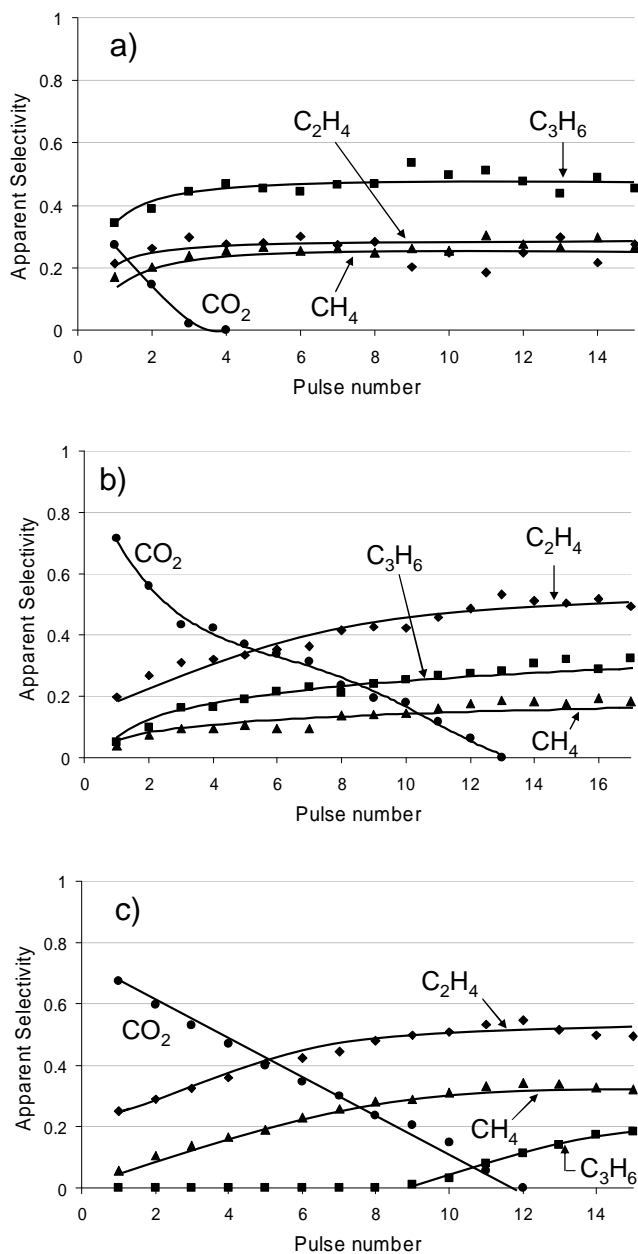 a)
Apparent Selectivity
1
0.8
0.6
0.4
0.2
0
C₂H₄
C₃H₆
CO₂
CH₄
0 2 4 6 8 10 12 14
Pulse number
b)
Apparent Selectivity
1
0.8
0.6
0.4
0.2
0
CO₂
C₃H₆
C₂H₄
CH₄
0 2 4 6 8 10 12 14 16
Pulse number
c)
Apparent Selectivity
1
0.8
0.6
0.4
0.2
0
CO₂
C₂H₄
CH₄
C₃H₆
0 2 4 6 8 10 12 14
Pulse number